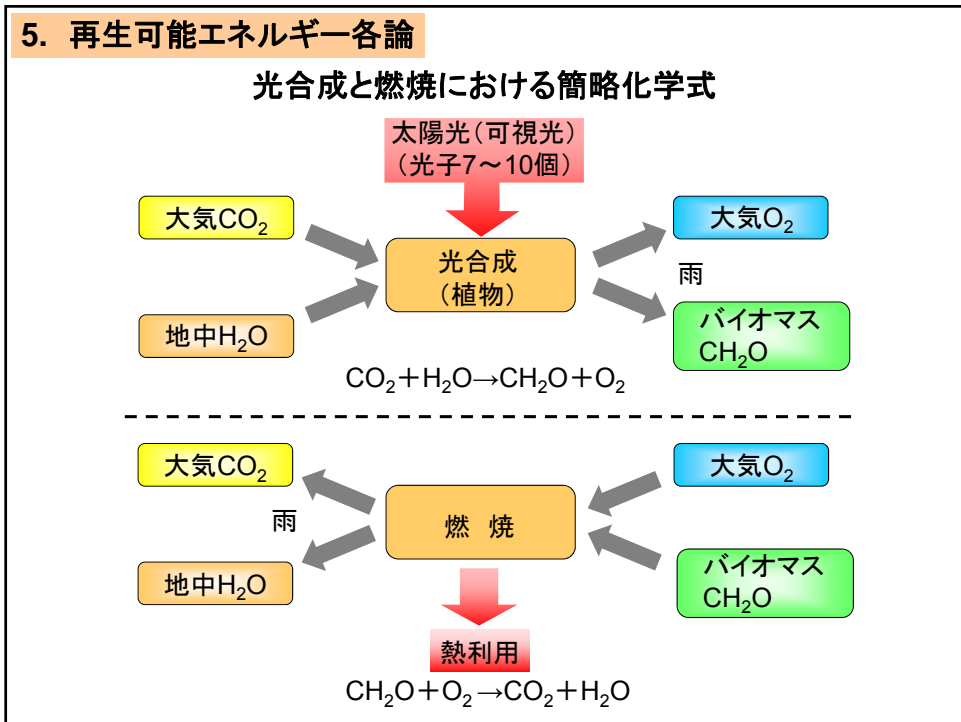 5. 再生可能エネルギー各論
光合成と燃焼における簡略化学式
太陽光(可視光)
(光子7～10個)
大気CO₂
大気O₂
光合成
(植物)
雨
地中H₂O
バイオマス
CH₂O
CO₂＋H₂O→CH₂O＋O₂
大気CO₂
大気O₂
雨
燃 焼
地中H₂O
バイオマス
CH₂O
熱利用
CH₂O＋O₂→CO₂＋H₂O